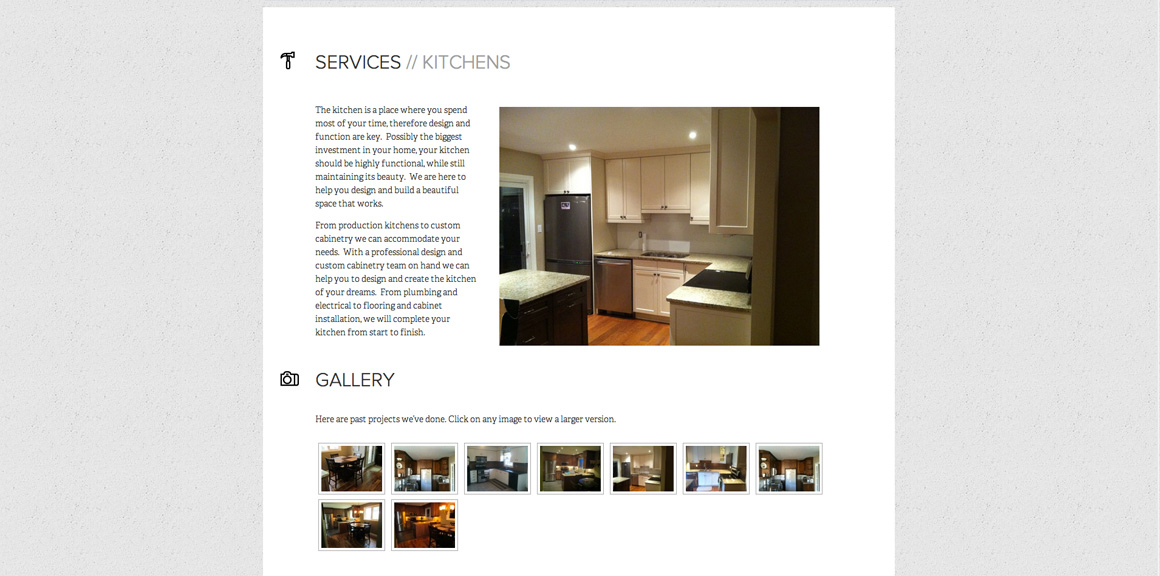 SERVICES // KITCHENS
The kitchen is a place where you spend
most of your time, therefore design and
function are key.  Possibly the biggest
investment in your home, your kitchen
should be highly functional, while still
maintaining its beauty.  We are here to
help you design and build a beautiful
space that works.
From production kitchens to custom
cabinetry we can accommodate your
needs.  With a professional design and
custom cabinetry team on hand we can
help you to design and create the kitchen
of your dreams.  From plumbing and
electrical to flooring and cabinet
installation, we will complete your
kitchen from start to finish.
GALLERY
Here are past projects we've done. Click on any image to view a larger version.